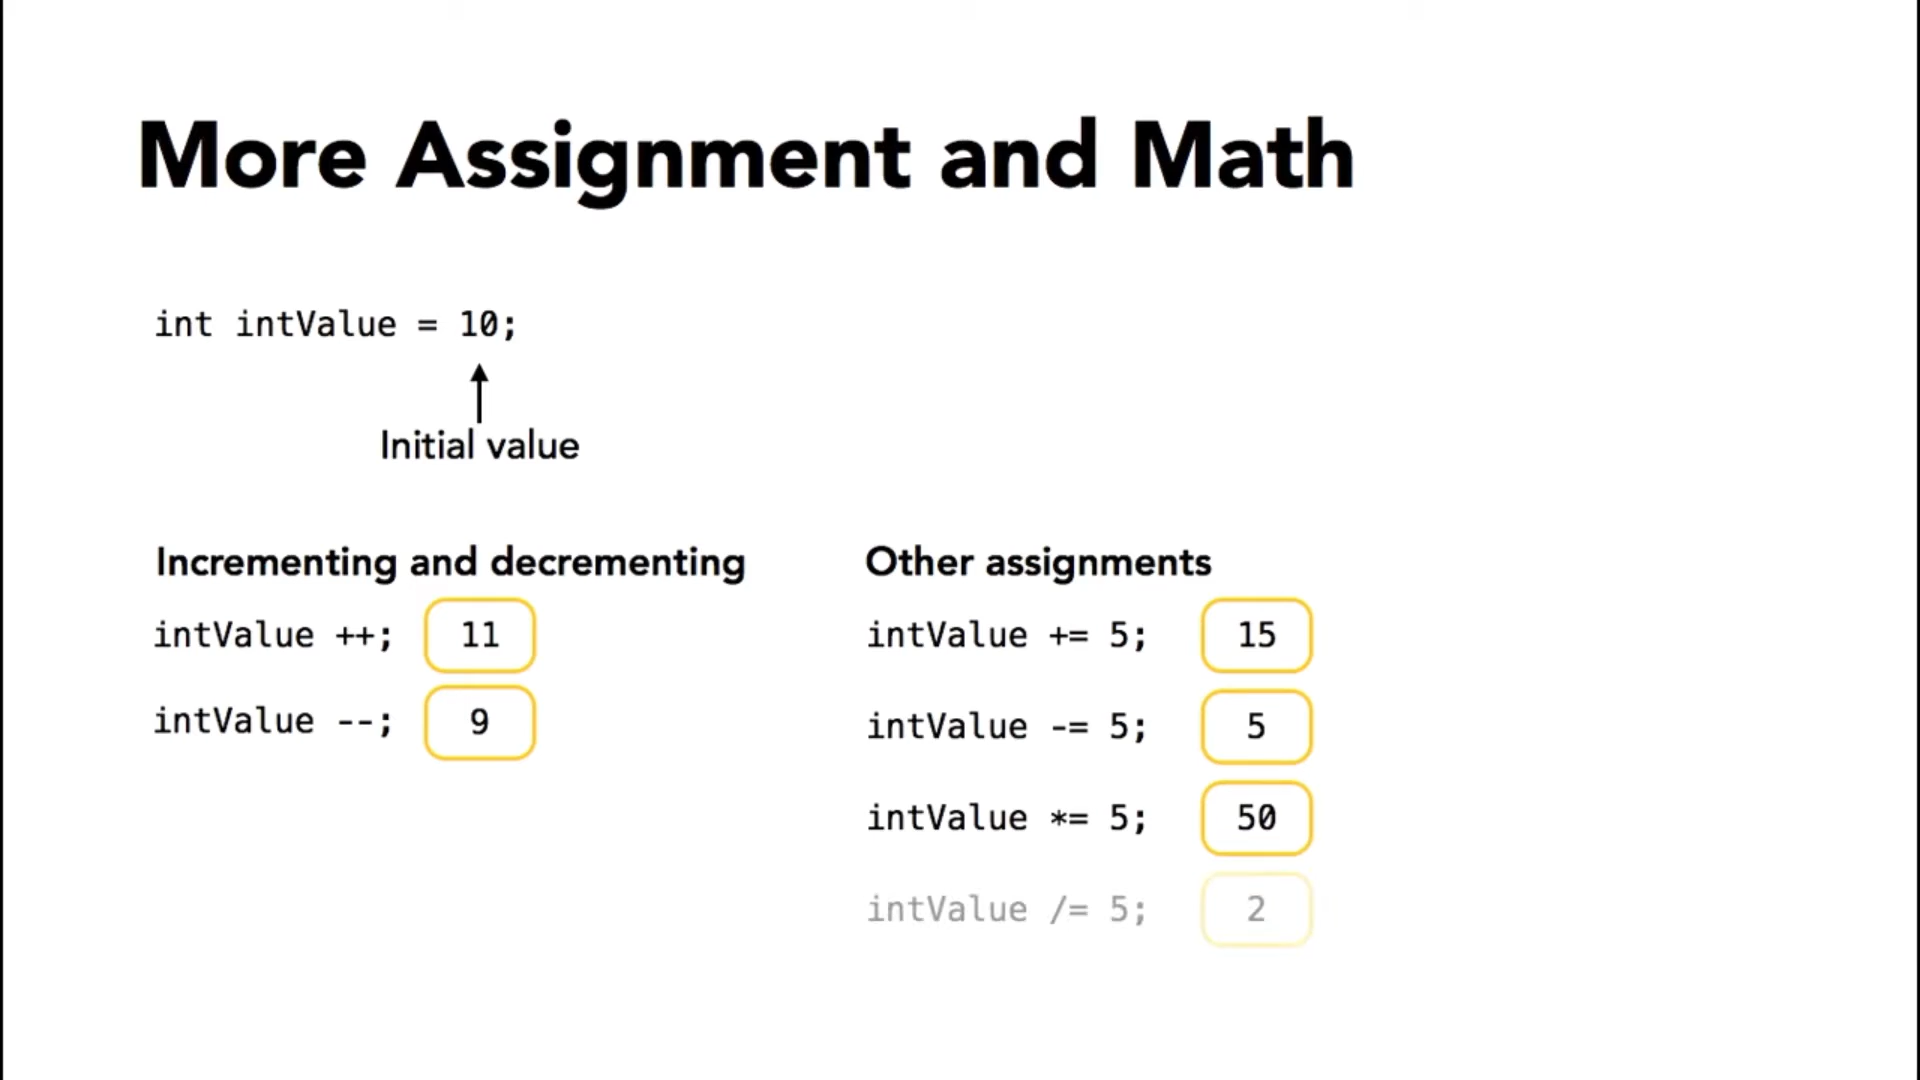 More Assignment and Math
int intValue = 10;
Initial value
Incrementing and decrementing
intValue ++; 11
intValue --; 9
Other assignments
intValue += 5; 15
intValue -= 5; 5
intValue *= 5; 50
intValue /= 5; 2